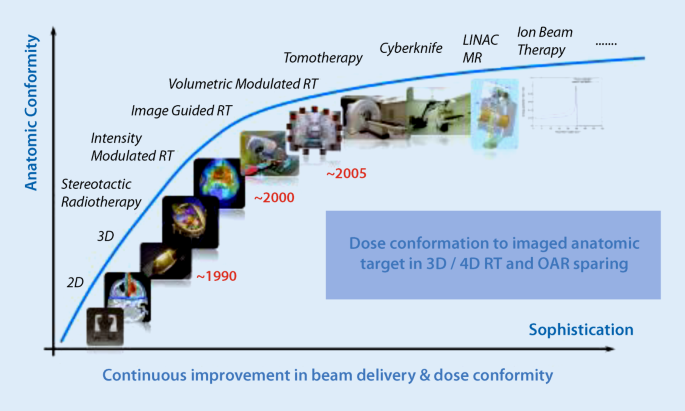 Anatomic Conformity
Ion Beam
Therapy
.......
LINAC
MR
Cyberknife
Tomotherapy
Volumetric Modulated RT
Image Guided RT
Intensity
Modulated RT
Stereotactic
Radiotherapy
3D
2D
~2005
~2000
~1990
Dose conformation to imaged anatomic
target in 3D / 4D RT and OAR sparing
Sophistication
Continuous improvement in beam delivery & dose conformity